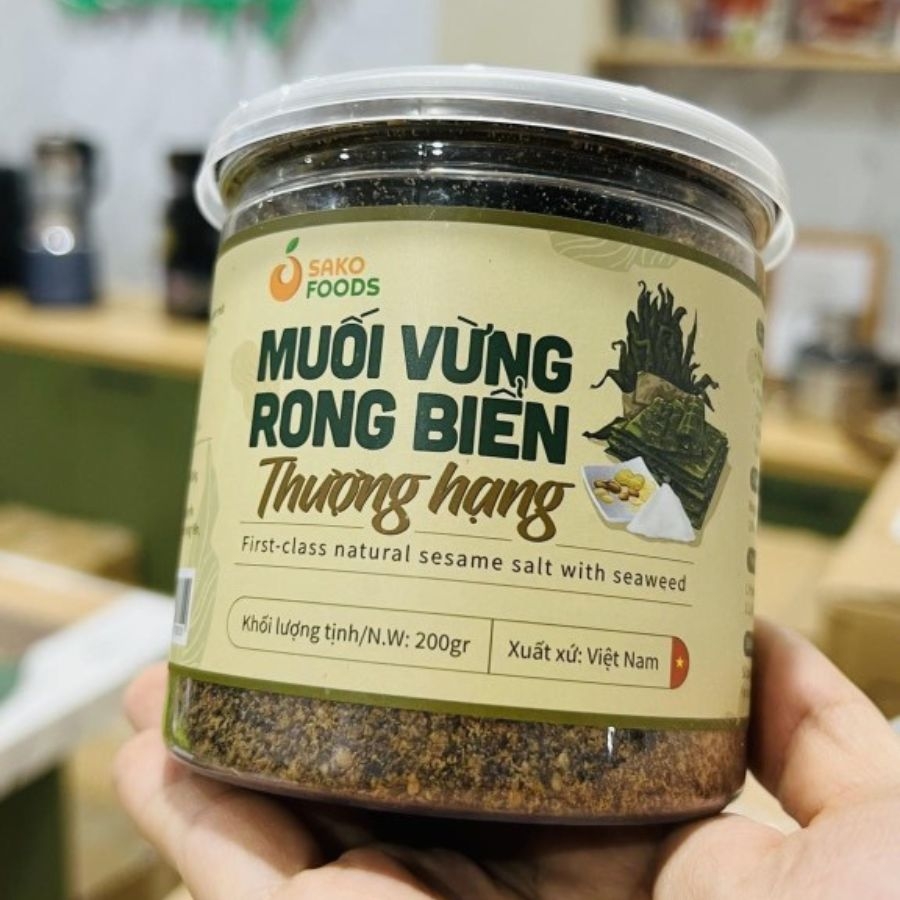 SAKO
FOODS
MUỐI VỪNG
RONG BIỂN
Thượng hạng
First-class natural sesame salt with seaweed
Khối lượng tịnh/N.W: 200gr
Xuất xứ: Việt Nam